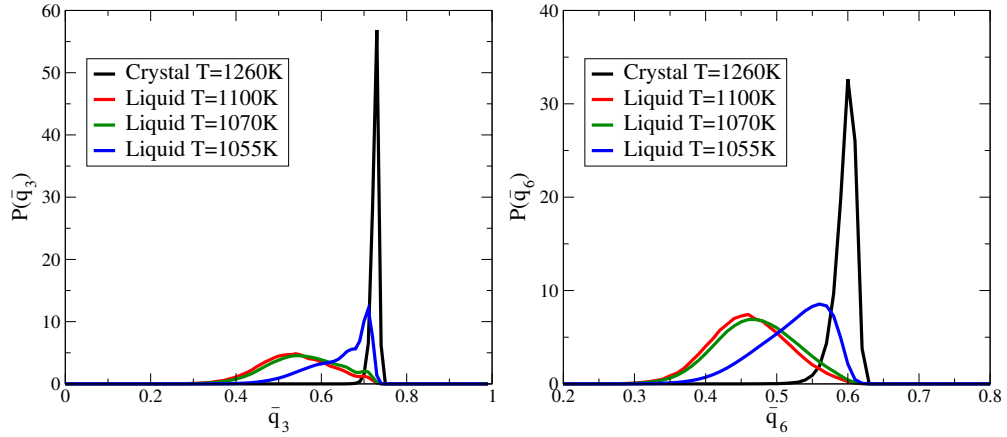 60
50
40
30
20
10
0
P(q̄₃)
Crystal T=1260K
Liquid T=1100K
Liquid T=1070K
Liquid T=1055K
0 0.2 0.4 0.6 0.8 1
q̄₃
40
30
20
10
0
P(q̄₆)
Crystal T=1260K
Liquid T=1100K
Liquid T=1070K
Liquid T=1055K
0.2 0.3 0.4 0.5 0.6 0.7 0.8
q̄₆